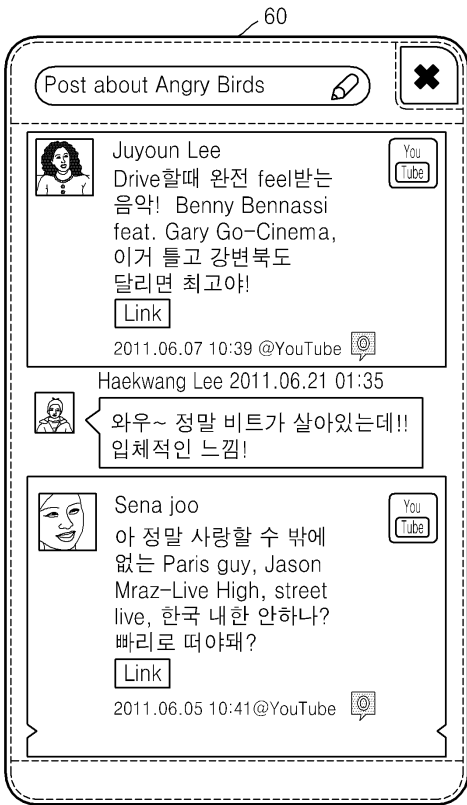 60
Post about Angry Birds
Juyoun Lee
You
Tube
Drive할때 완전 feel받는
음악! Benny Bennassi
feat. Gary Go-Cinema,
이거 틀고 강변북도
달리면 최고야!
Link
2011.06.07 10:39 @YouTube
Haekwang Lee 2011.06.21 01:35
와우~ 정말 비트가 살아있는데!!
입체적인 느낌!
Sena joo
You
Tube
아 정말 사랑할 수 밖에
없는 Paris guy, Jason
Mraz-Live High, street
live, 한국 내한 안하나?
빠리로 떠야돼?
Link
2011.06.05 10:41@YouTube